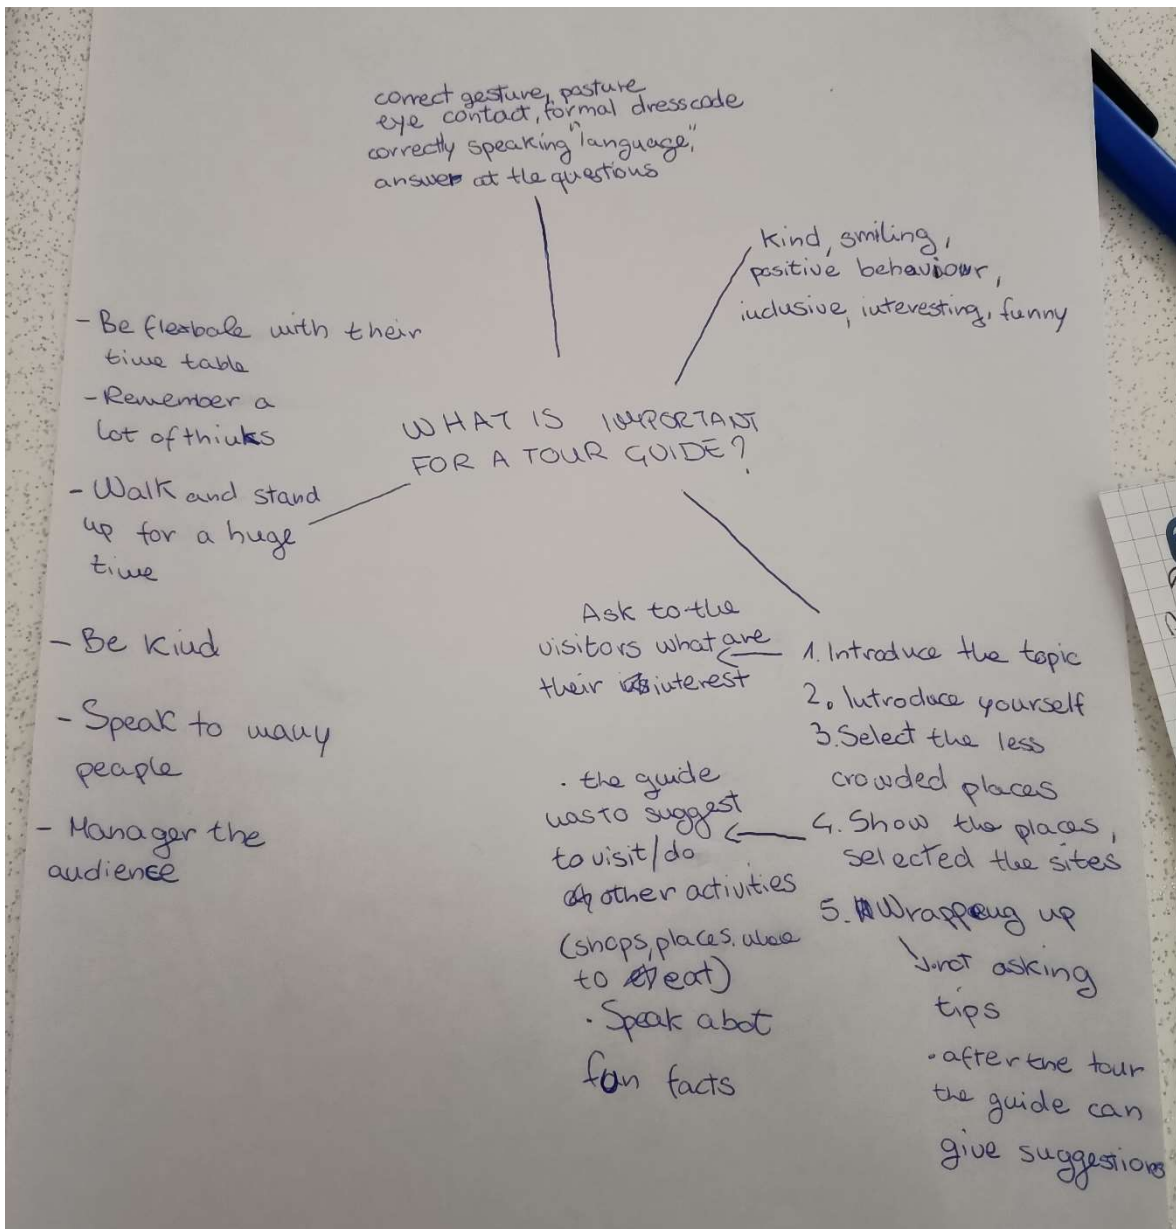 correct gesture, posture
eye contact, formal dresscode
correctly speaking "language",
answer at the questions
Kind, smiling,
positive behaviour,
inclusive, interesting, funny
- Be flexbale with their
time table
- Remember a
lot of thinks
- Walk and stand
up for a huge
time
- Be kind
- Speak to many
people
- Manager the
audience
WHAT IS IMPORTANT
FOR A TOUR GUIDE?
Ask to the
visitors what are
their interest
1. Introduce the topic
2. Introduce yourself
3. Select the less
crowded places
4. Show the places,
selected the sites
5. Wrapping up
. not asking
tips
. after the tour
the guide can
give suggestions
. the guide
has to suggest
to visit/do
other activities
(shops, places
to eat)
. Speak abot
fun facts